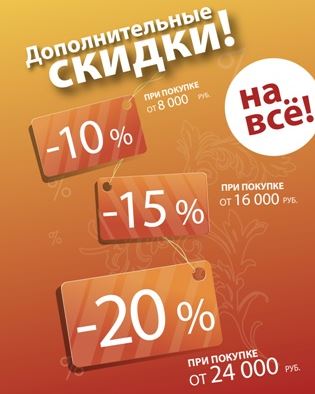 Дополнительные
СКИДКИ!
на
всё!
-10 %
ПРИ ПОКУПКЕ
ОТ 8 000 РУБ.
-15 %
ПРИ ПОКУПКЕ
ОТ 16 000 РУБ.
-20 %
ПРИ ПОКУПКЕ
ОТ 24 000 РУБ.